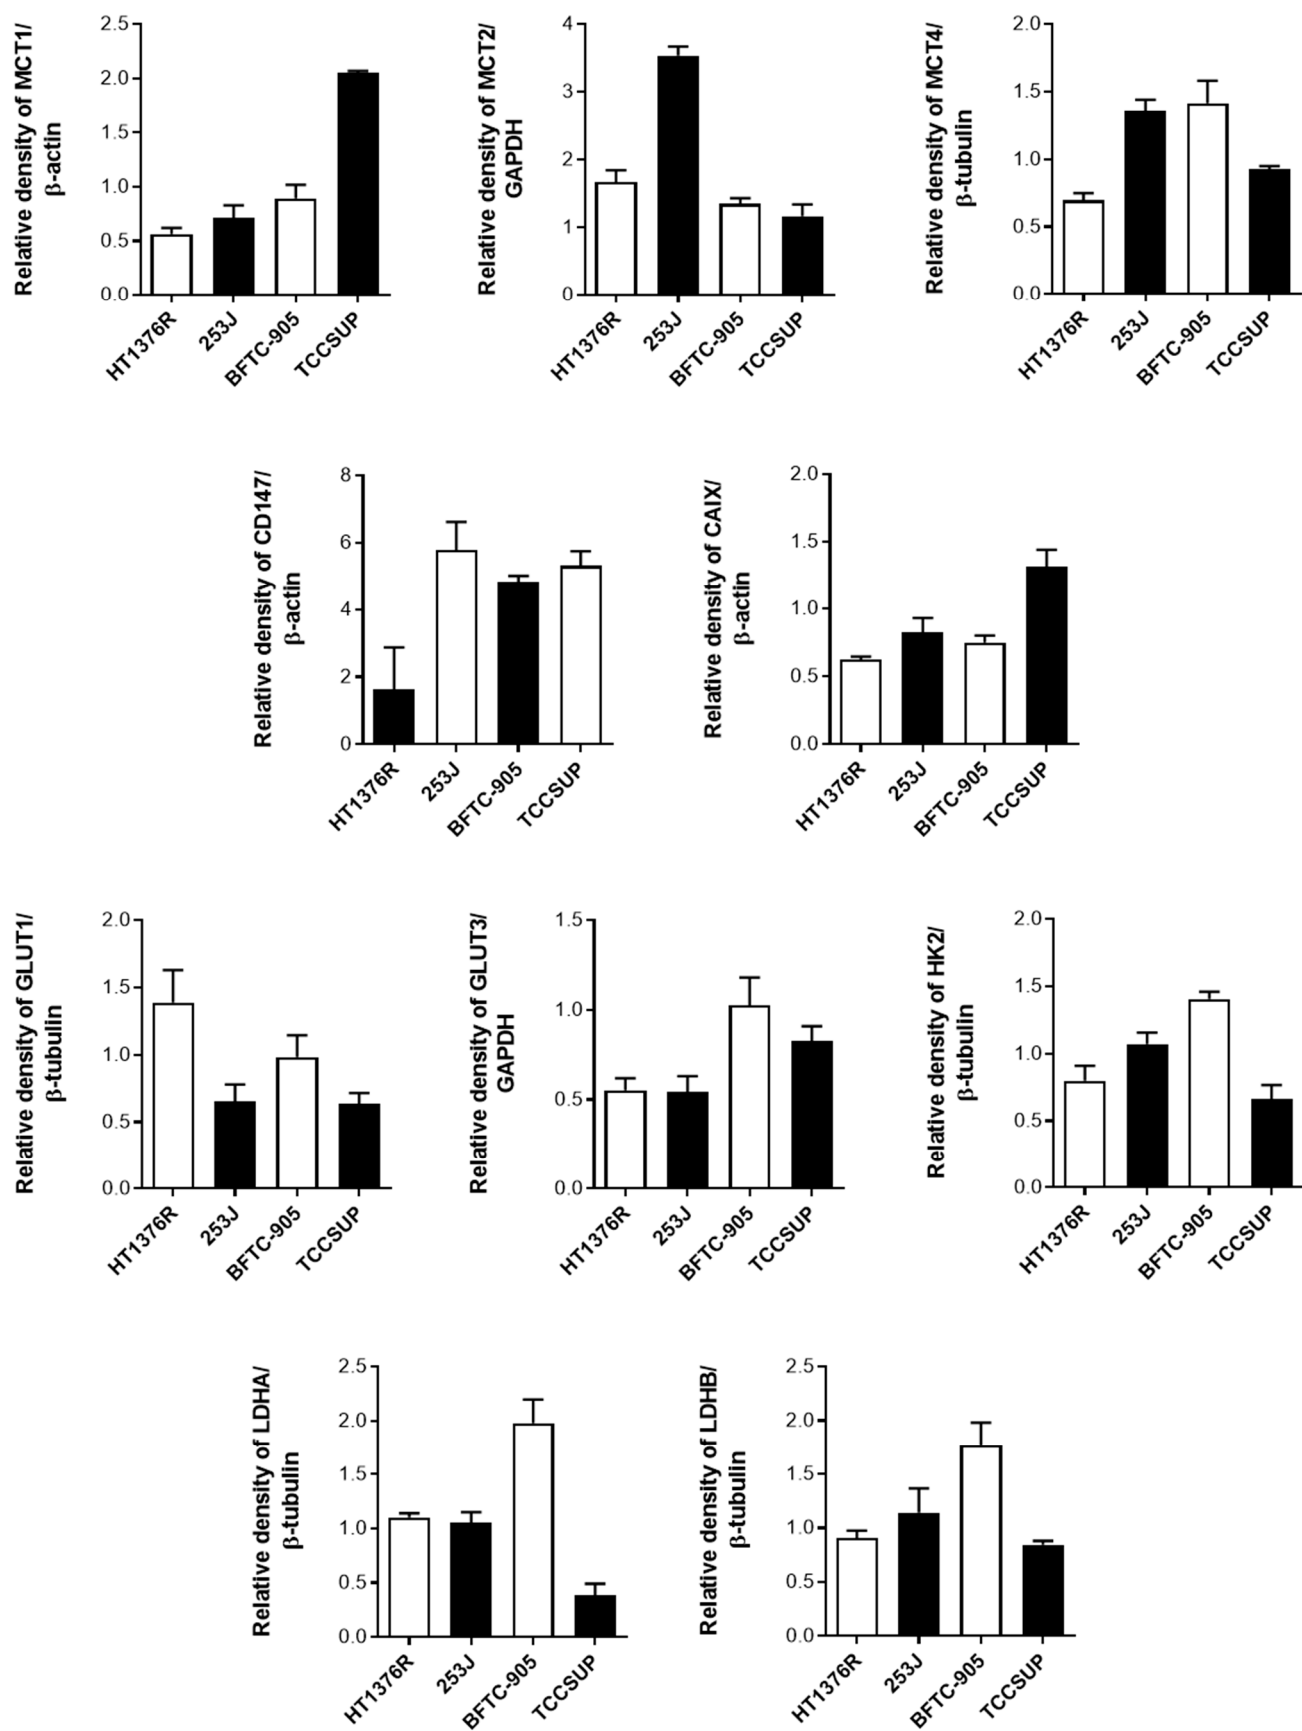 Relative density of MCT1/
β-actin
2.5
2.0
1.5
1.0
0.5
0.0
HT1376R
253J
BFTC-905
TCCSUP
Relative density of MCT2/
GAPDH
4
3
2
1
0
HT1376R
253J
BFTC-905
TCCSUP
Relative density of MCT4/
β-tubulin
2.0
1.5
1.0
0.5
0.0
HT1376R
253J
BFTC-905
TCCSUP
Relative density of CD147/
β-actin
8
6
4
2
0
HT1376R
253J
BFTC-905
TCCSUP
Relative density of CAIX/
β-actin
2.0
1.5
1.0
0.5
0.0
HT1376R
253J
BFTC-905
TCCSUP
Relative density of GLUT1/
β-tubulin
2.0
1.5
1.0
0.5
0.0
HT1376R
253J
BFTC-905
TCCSUP
Relative density of GLUT3/
GAPDH
1.5
1.0
0.5
0.0
HT1376R
253J
BFTC-905
TCCSUP
Relative density of HK2/
β-tubulin
2.0
1.5
1.0
0.5
0.0
HT1376R
253J
BFTC-905
TCCSUP
Relative density of LDHA/
β-tubulin
2.5
2.0
1.5
1.0
0.5
0.0
HT1376R
253J
BFTC-905
TCCSUP
Relative density of LDHB/
β-tubulin
2.5
2.0
1.5
1.0
0.5
0.0
HT1376R
253J
BFTC-905
TCCSUP